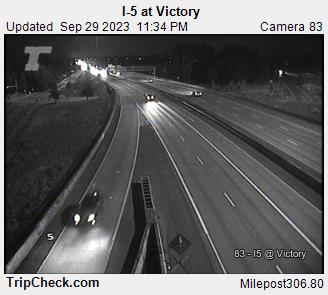 I-5 at Victory
Updated Sep 29 2023 11:34 PM Camera 83
S
83 - I5 @ Victory
TripCheck.com Milepost306.80